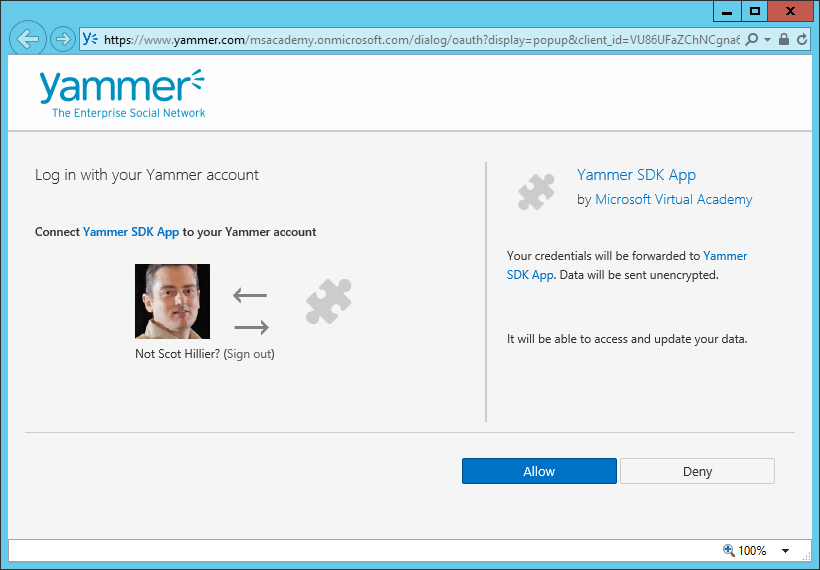 https://www.yammer.com/msacademy.onmicrosoft.com/dialog/oauth?display=popup&client_id=VU86UFaZChNCgna6
yammer
The Enterprise Social Network
Log in with your Yammer account
Connect Yammer SDK App to your Yammer account
Not Scot Hillier? (Sign out)
Yammer SDK App
by Microsoft Virtual Academy
Your credentials will be forwarded to Yammer
SDK App. Data will be sent unencrypted.
It will be able to access and update your data.
Allow
Deny
100%